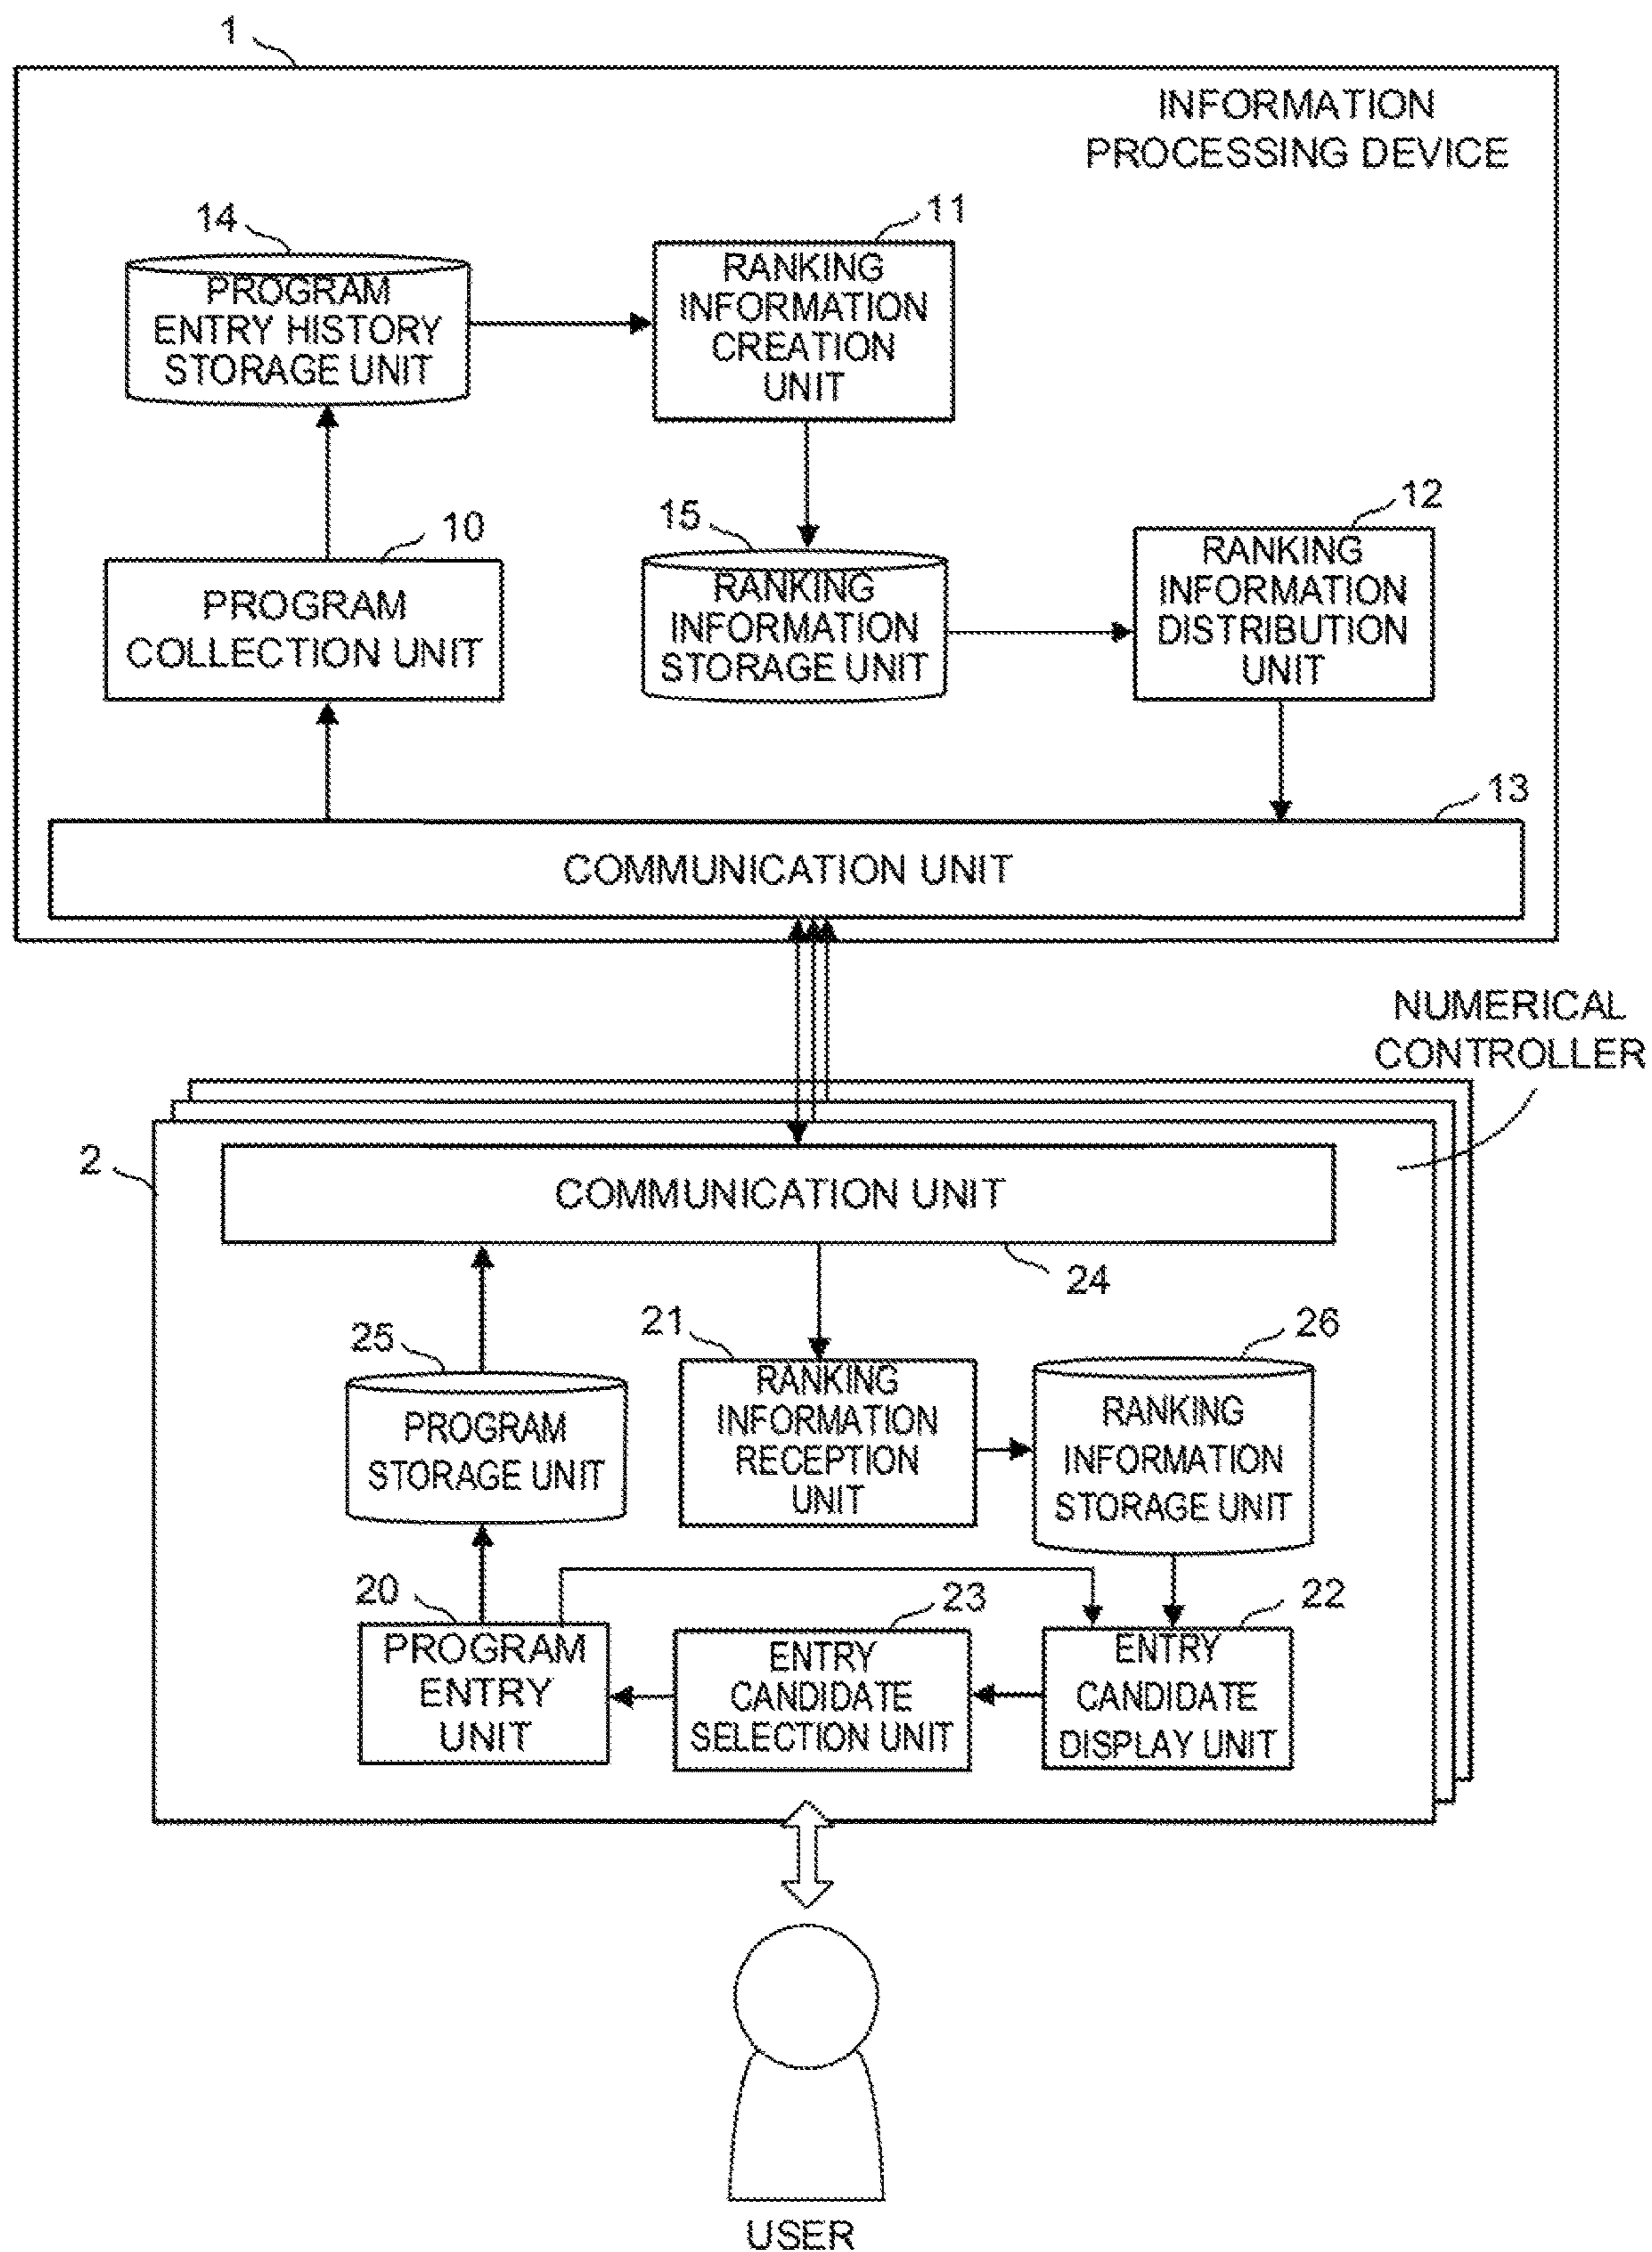 1
INFORMATION
PROCESSING DEVICE
14
PROGRAM
ENTRY HISTORY
STORAGE UNIT
11
RANKING
INFORMATION
CREATION
UNIT
10
PROGRAM
COLLECTION UNIT
15
RANKING
INFORMATION
STORAGE UNIT
12
RANKING
INFORMATION
DISTRIBUTION
UNIT
13
COMMUNICATION UNIT
NUMERICAL
CONTROLLER
2
COMMUNICATION UNIT
24
25
PROGRAM
STORAGE UNIT
21
RANKING
INFORMATION
RECEPTION
UNIT
26
RANKING
INFORMATION
STORAGE UNIT
20
PROGRAM
ENTRY
UNIT
23
ENTRY
CANDIDATE
SELECTION UNIT
22
ENTRY
CANDIDATE
DISPLAY UNIT
USER